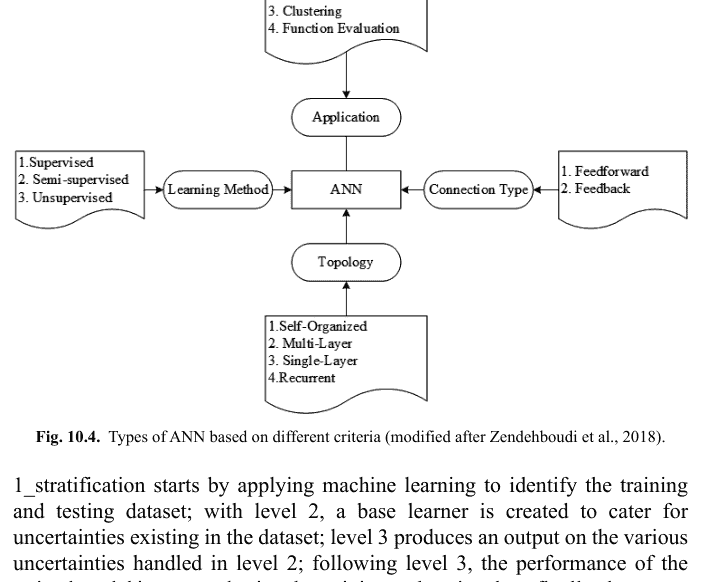 3. Clustering
4. Function Evaluation
Application
1.Supervised
2. Semi-supervised
3. Unsupervised
Learning Method
ANN
Connection Type
1. Feedforward
2. Feedback
Topology
1.Self-Organized
2. Multi-Layer
3. Single-Layer
4.Recurrent
Fig. 10.4. Types of ANN based on different criteria (modified after Zendehboudi et al., 2018).
1_stratification starts by applying machine learning to identify the training
and testing dataset; with level 2, a base learner is created to cater for
uncertainties existing in the dataset; level 3 produces an output on the various
uncertainties handled in level 2; following level 3, the performance of the